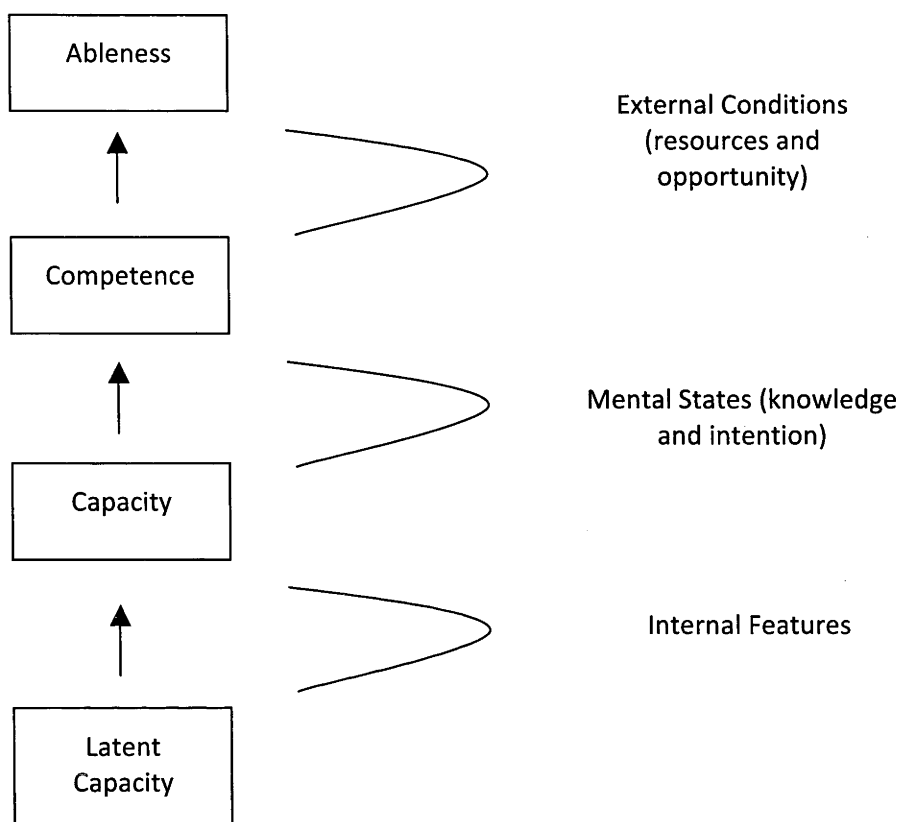 Ableness
External Conditions
(resources and
opportunity)
Competence
Mental States (knowledge
and intention)
Capacity
Internal Features
Latent
Capacity